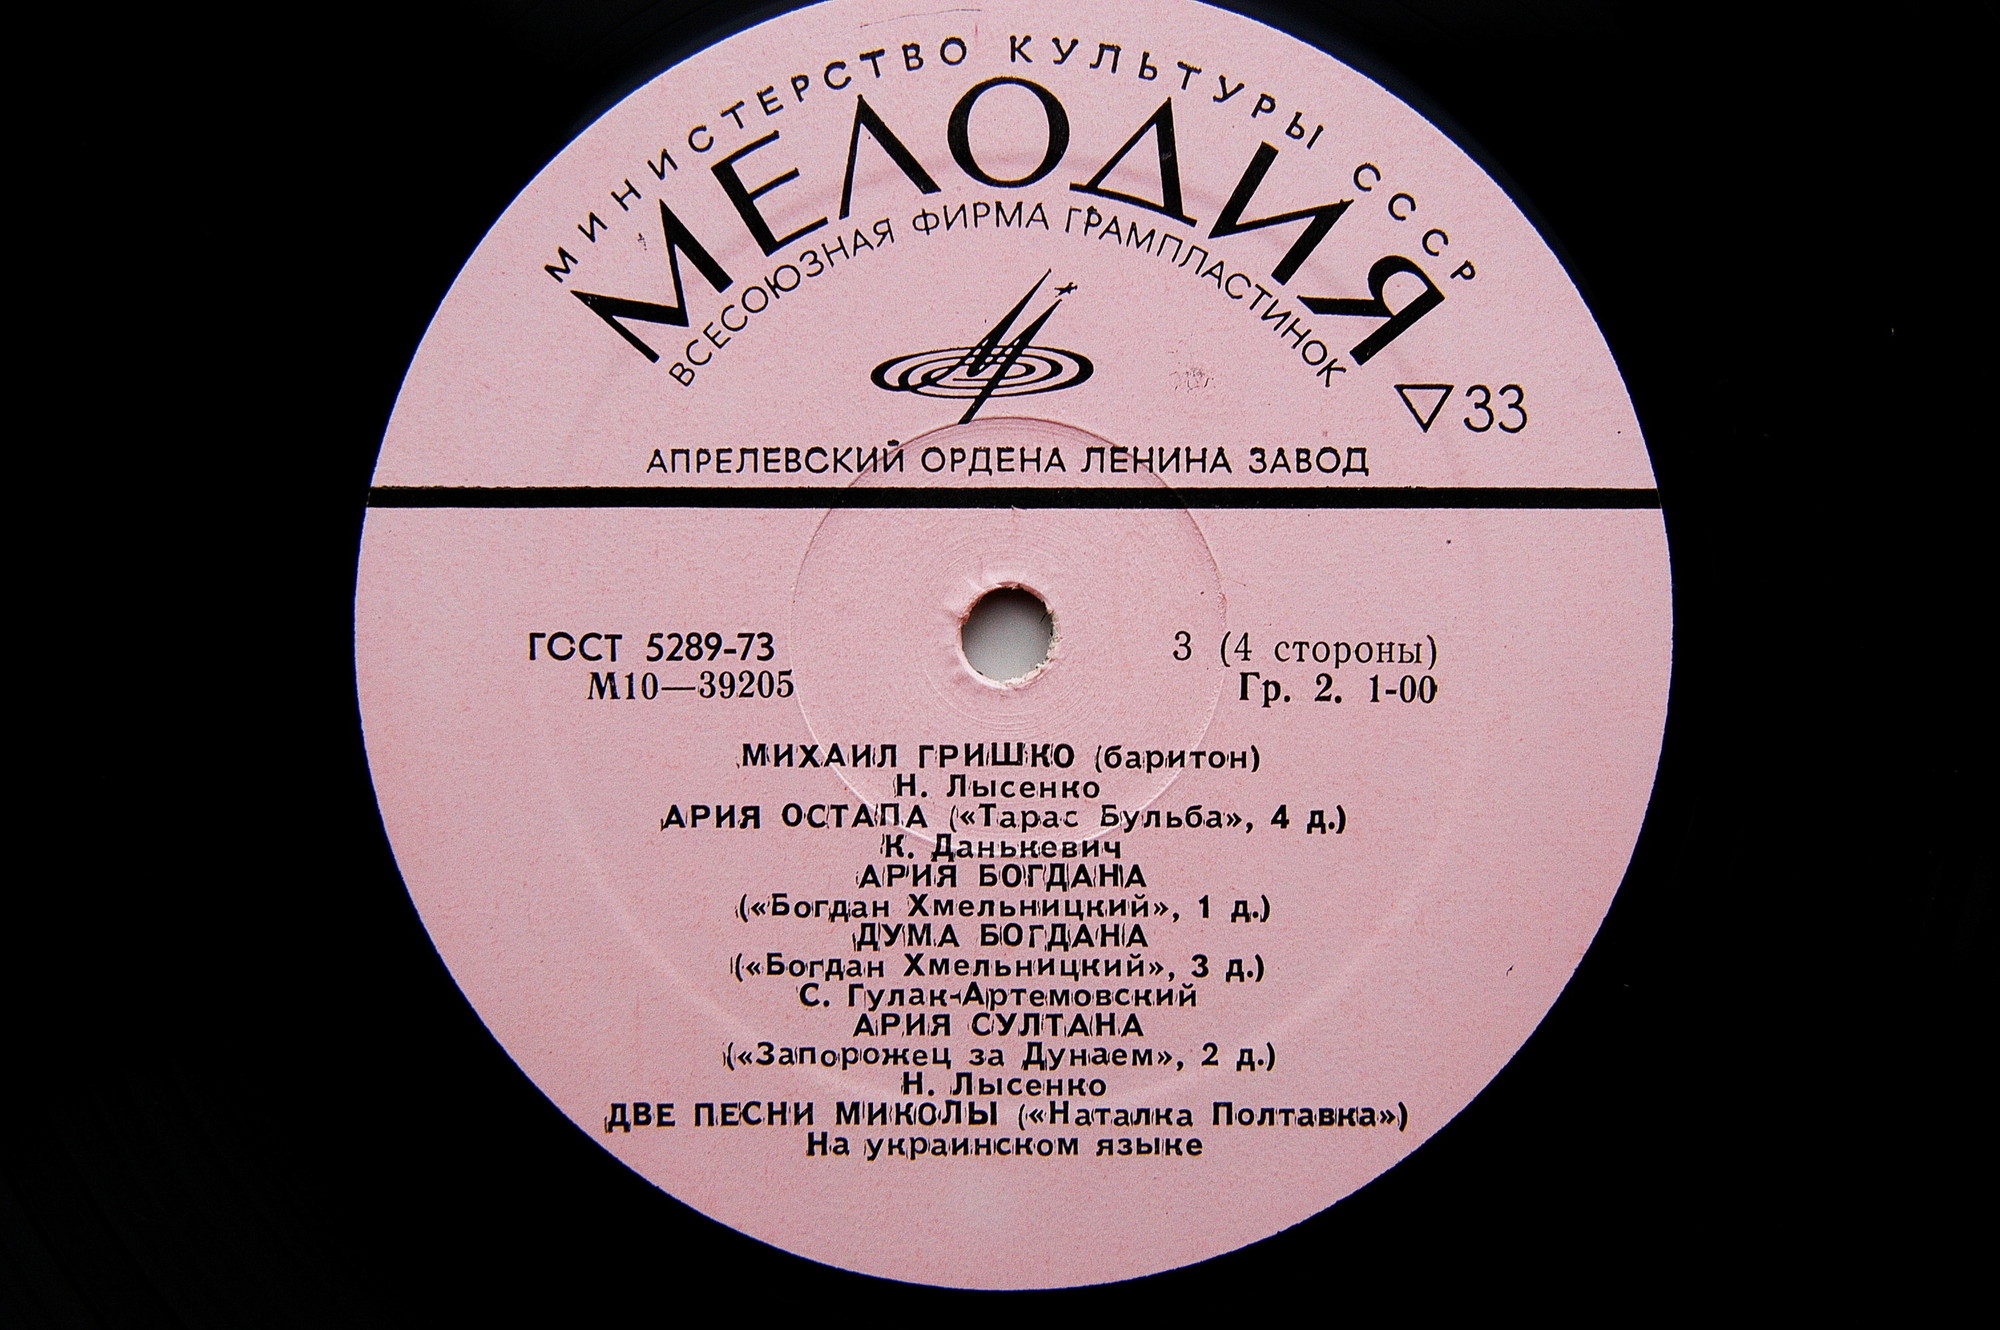 МИНИСТЕРСТВО КУЛЬТУРЫ СССР
МЕЛОДИЯ
ВСЕСОЮЗНАЯ ФИРМА ГРАМПЛАСТИНОК
33
АПРЕЛЕВСКИЙ ОРДЕНА ЛЕНИНА ЗАВОД
ГОСТ 5289-73 3 (4 стороны)
М10—39205 Гр. 2. 1-00
МИХАИЛ ГРИШКО (баритон)
Н. Лысенко
АРИЯ ОСТАПА («Тарас Бульба», 4 д.)
К. Данькевич
АРИЯ БОГДАНА
(«Богдан Хмельницкий», 1 д.)
ДУМА БОГДАНА
(«Богдан Хмельницкий», 3 д.)
С. Гулак-Артемовский
АРИЯ СУЛТАНА
(«Запорожец за Дунаем», 2 д.)
Н. Лысенко
ДВЕ ПЕСНИ МИКОЛЫ («Наталка Полтавка»)
На украинском языке